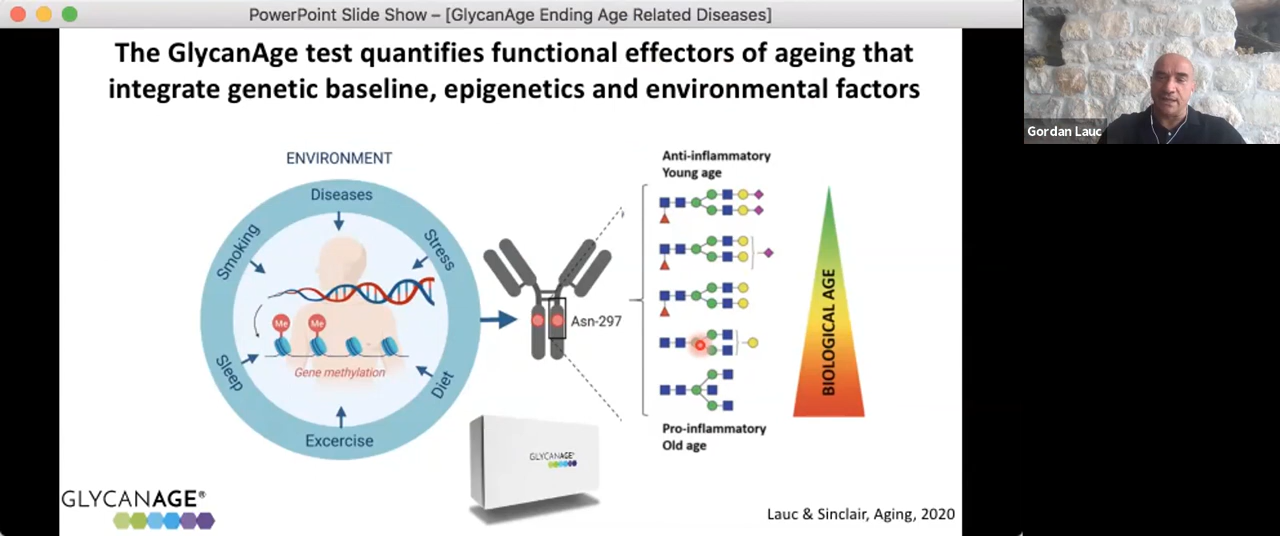 PowerPoint Slide Show – [GlycanAge Ending Age Related Diseases]
The GlycanAge test quantifies functional effectors of ageing that
integrate genetic baseline, epigenetics and environmental factors
Gordan Lauc
ENVIRONMENT
Diseases
Smoking
Stress
Me
Me
Gene methylation
Sleep
Diet
Excercise
Asn-297
Anti-inflammatory
Young age
BIOLOGICAL AGE
Pro-inflammatory
Old age
GLYCANAGE
GLYCANAGE®
Lauc & Sinclair, Aging, 2020